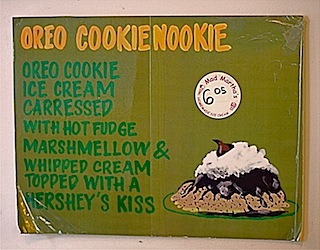 OREO COOKIENOOKIE
OREO COOKIE
ICE CREAM
CARRESSED
WITH HOT FUDGE
MARSHMELLOW &
WHIPPED CREAM
TOPPED WITH A
HERSHEY'S KISS
Mad Martha's
6 05